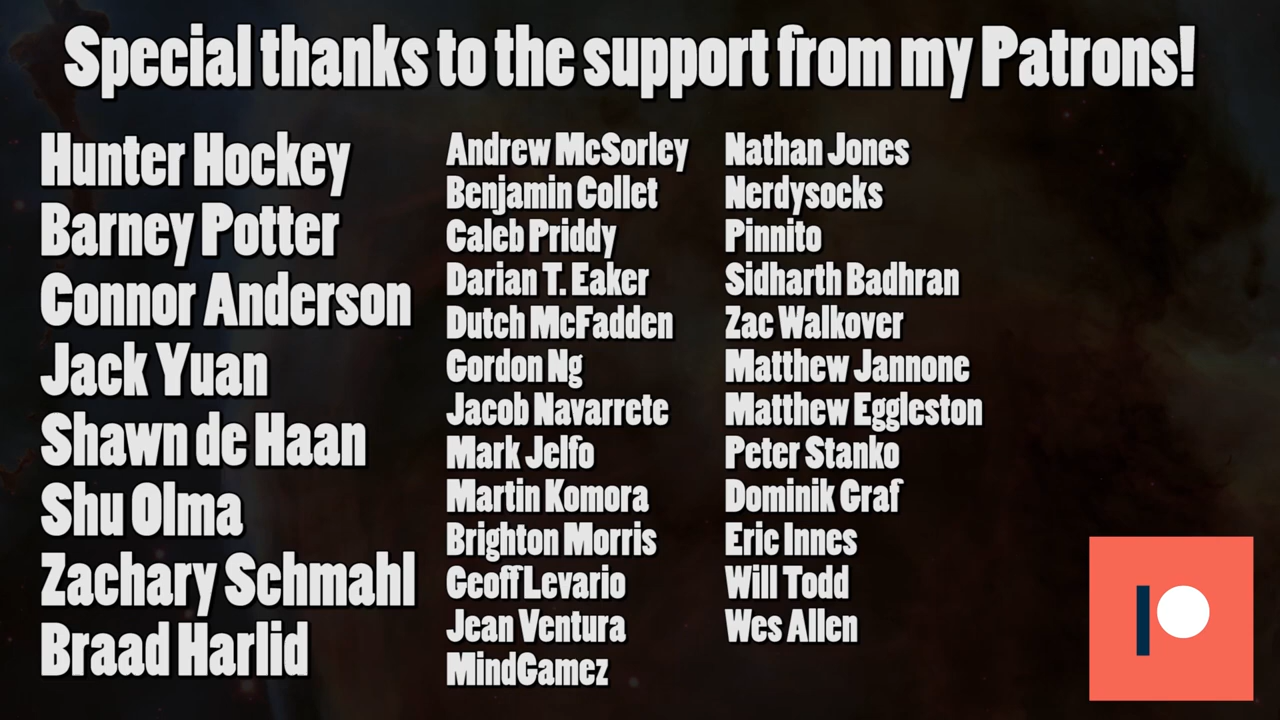 Special thanks to the support from my Patrons!
Hunter Hockey
Barney Potter
Connor Anderson
Jack Yuan
Shawn de Haan
Shu Olma
Zachary Schmahl
Braad Harlid
Andrew McSorley
Benjamin Collet
Caleb Priddy
Darian T. Eaker
Dutch McFadden
Gordon Ng
Jacob Navarrete
Mark Jelfo
Martin Komora
Brighton Morris
Geoff Levario
Jean Ventura
MindGamez
Nathan Jones
Nerdysocks
Pinnito
Sidharth Badhran
Zac Walkover
Matthew Jannone
Matthew Eggleston
Peter Stanko
Dominik Graf
Eric Innes
Will Todd
Wes Allen